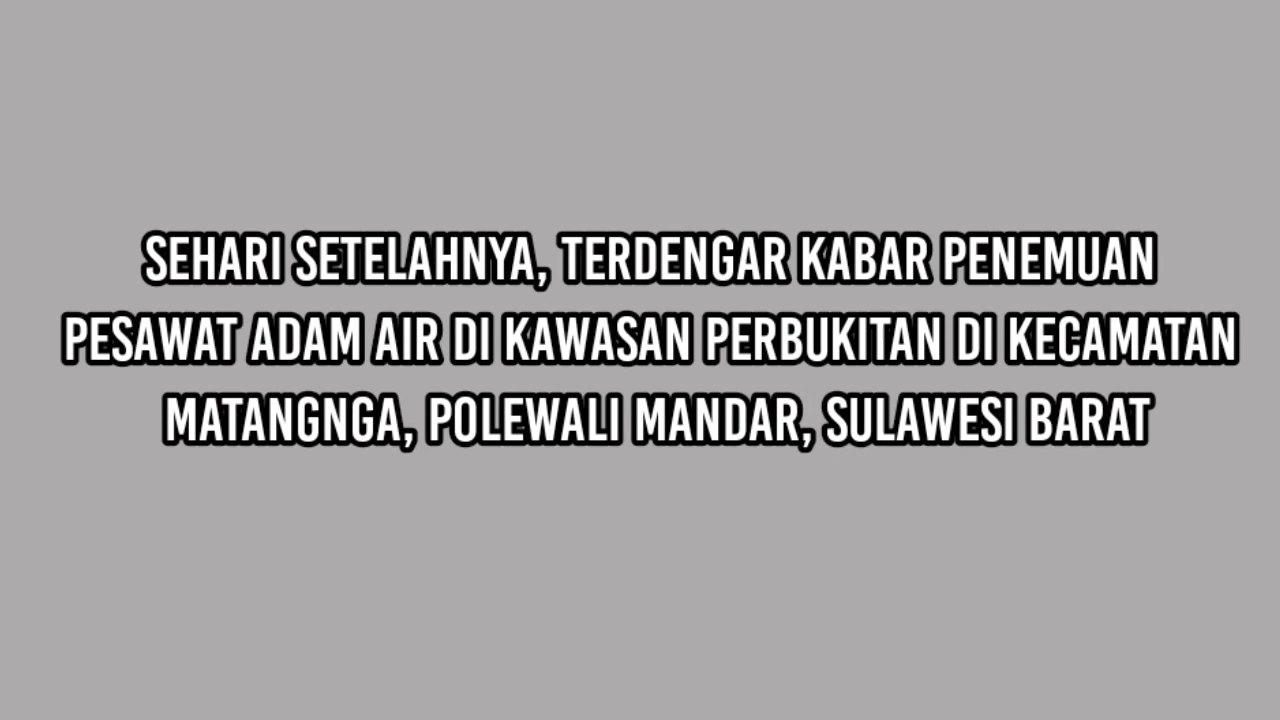 SEHARI SETELAHNYA, TERDENGAR KABAR PENEMUAN
PESAWAT ADAM AIR DI KAWASAN PERBUKITAN DI KECAMATAN
MATANGNGA, POLEWALI MANDAR, SULAWESI BARAT